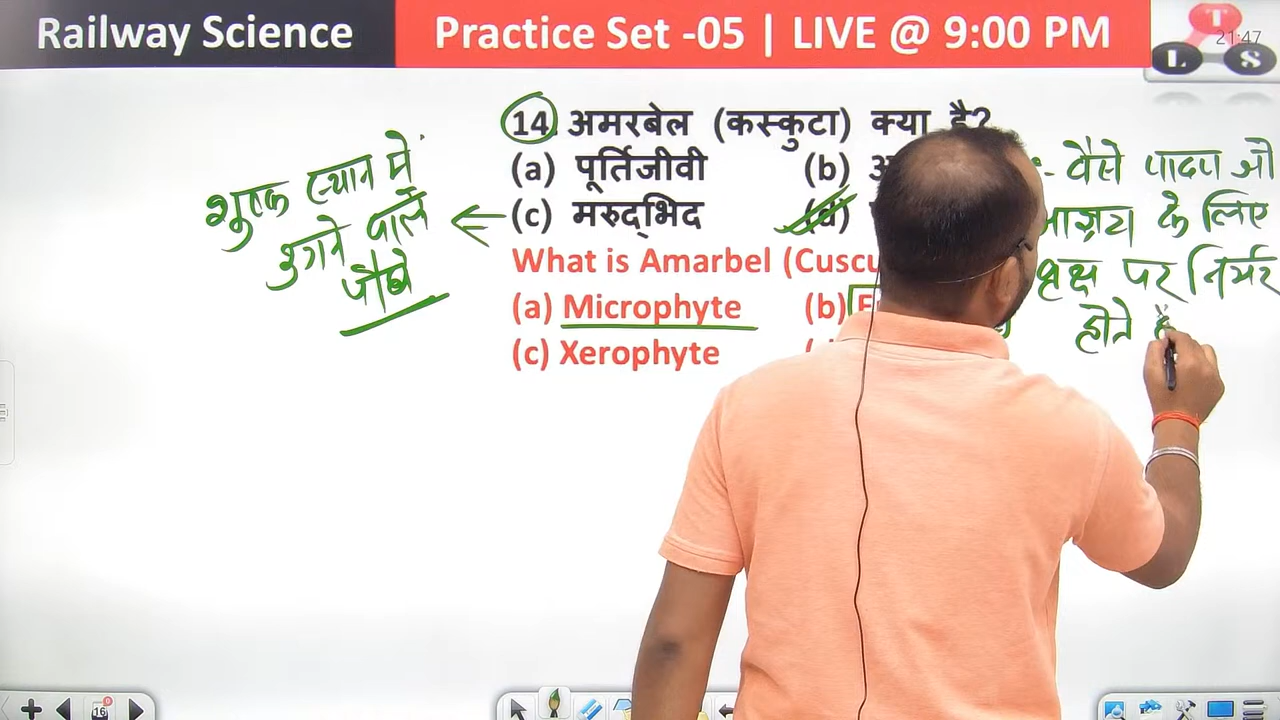 Railway Science
Practice Set -05 | LIVE @ 9:00 PM
T
L S
21:47
14. अमरबेल (कस्कुटा) क्या है?
(a) पूर्तिजीवी
(b)
(c) मरुद्भिद
(d)
What is Amarbel (Cuscu
(a) Microphyte
(b)
(c) Xerophyte
शुष्क स्थान में
उगने वाले
पौधे
वैसे पादप जो
आश्रय के लिए
वृक्ष पर निर्भर
होते
16